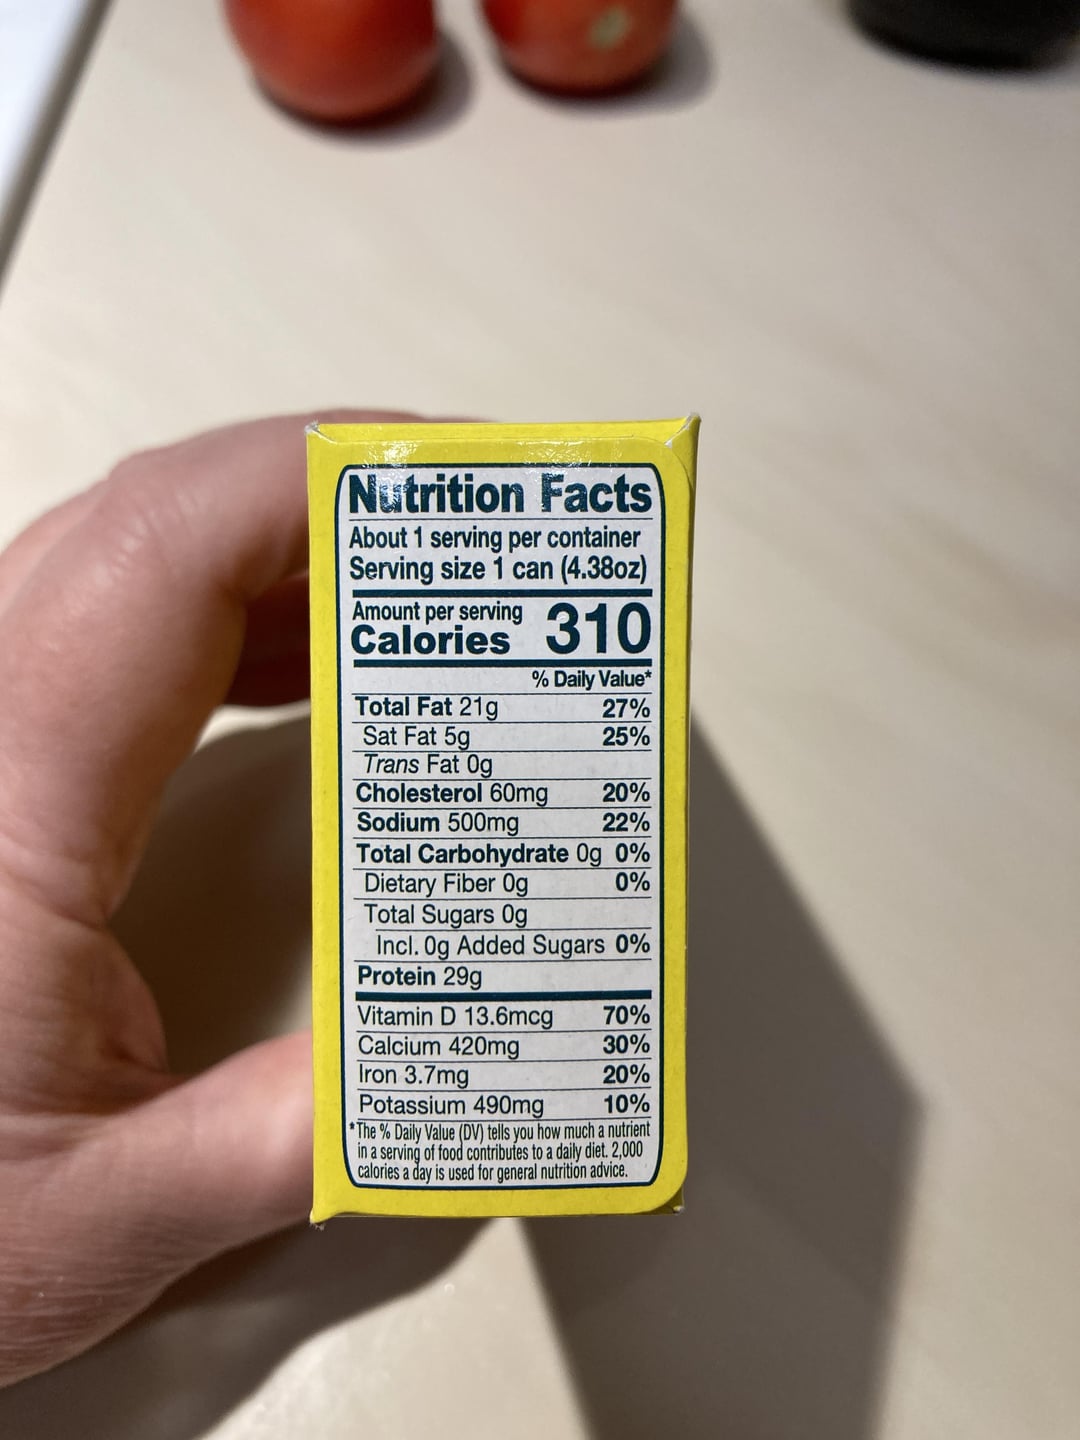 Nutrition Facts
About 1 serving per container
Serving size 1 can (4.38oz)
Amount per serving
Calories 310
% Daily Value*
Total Fat 21g 27%
Sat Fat 5g 25%
Trans Fat 0g
Cholesterol 60mg 20%
Sodium 500mg 22%
Total Carbohydrate 0g 0%
Dietary Fiber 0g 0%
Total Sugars 0g
Incl. 0g Added Sugars 0%
Protein 29g
Vitamin D 13.6mcg 70%
Calcium 420mg 30%
Iron 3.7mg 20%
Potassium 490mg 10%
*The % Daily Value (DV) tells you how much a nutrient
in a serving of food contributes to a daily diet. 2,000
calories a day is used for general nutrition advice.